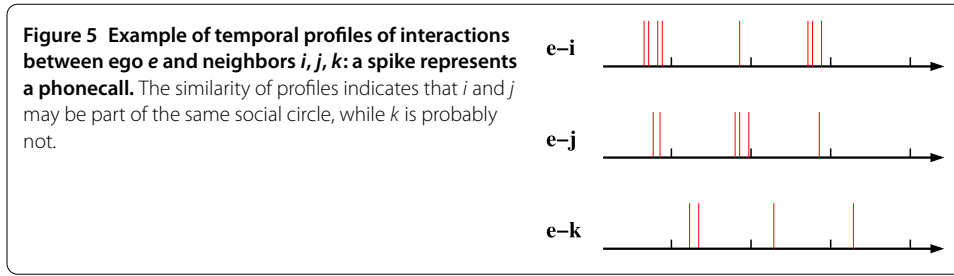 Figure 5 Example of temporal profiles of interactions
between ego e and neighbors i, j, k: a spike represents
a phonecall. The similarity of profiles indicates that i and j
may be part of the same social circle, while k is probably
not.
e–i
e–j
e–k